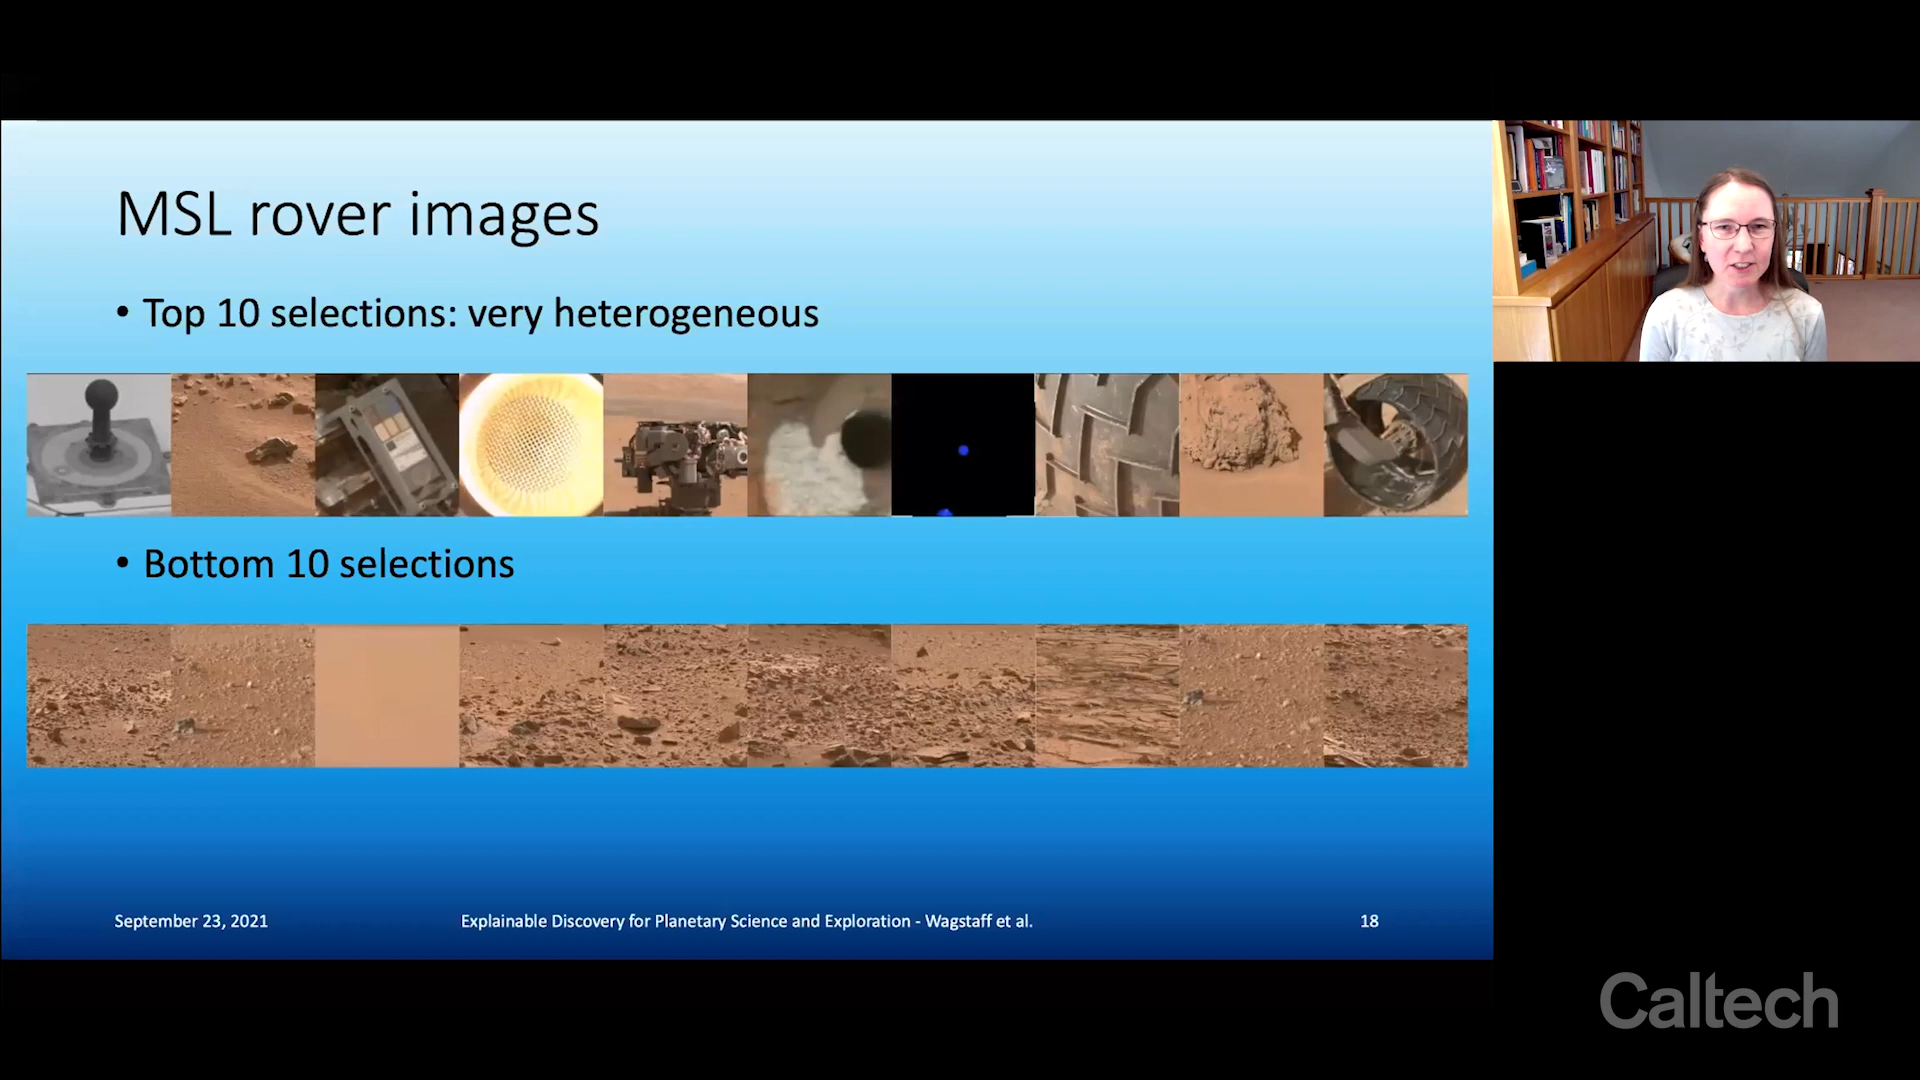 MSL rover images
• Top 10 selections: very heterogeneous
• Bottom 10 selections
September 23, 2021
Explainable Discovery for Planetary Science and Exploration - Wagstaff et al.
18
Caltech